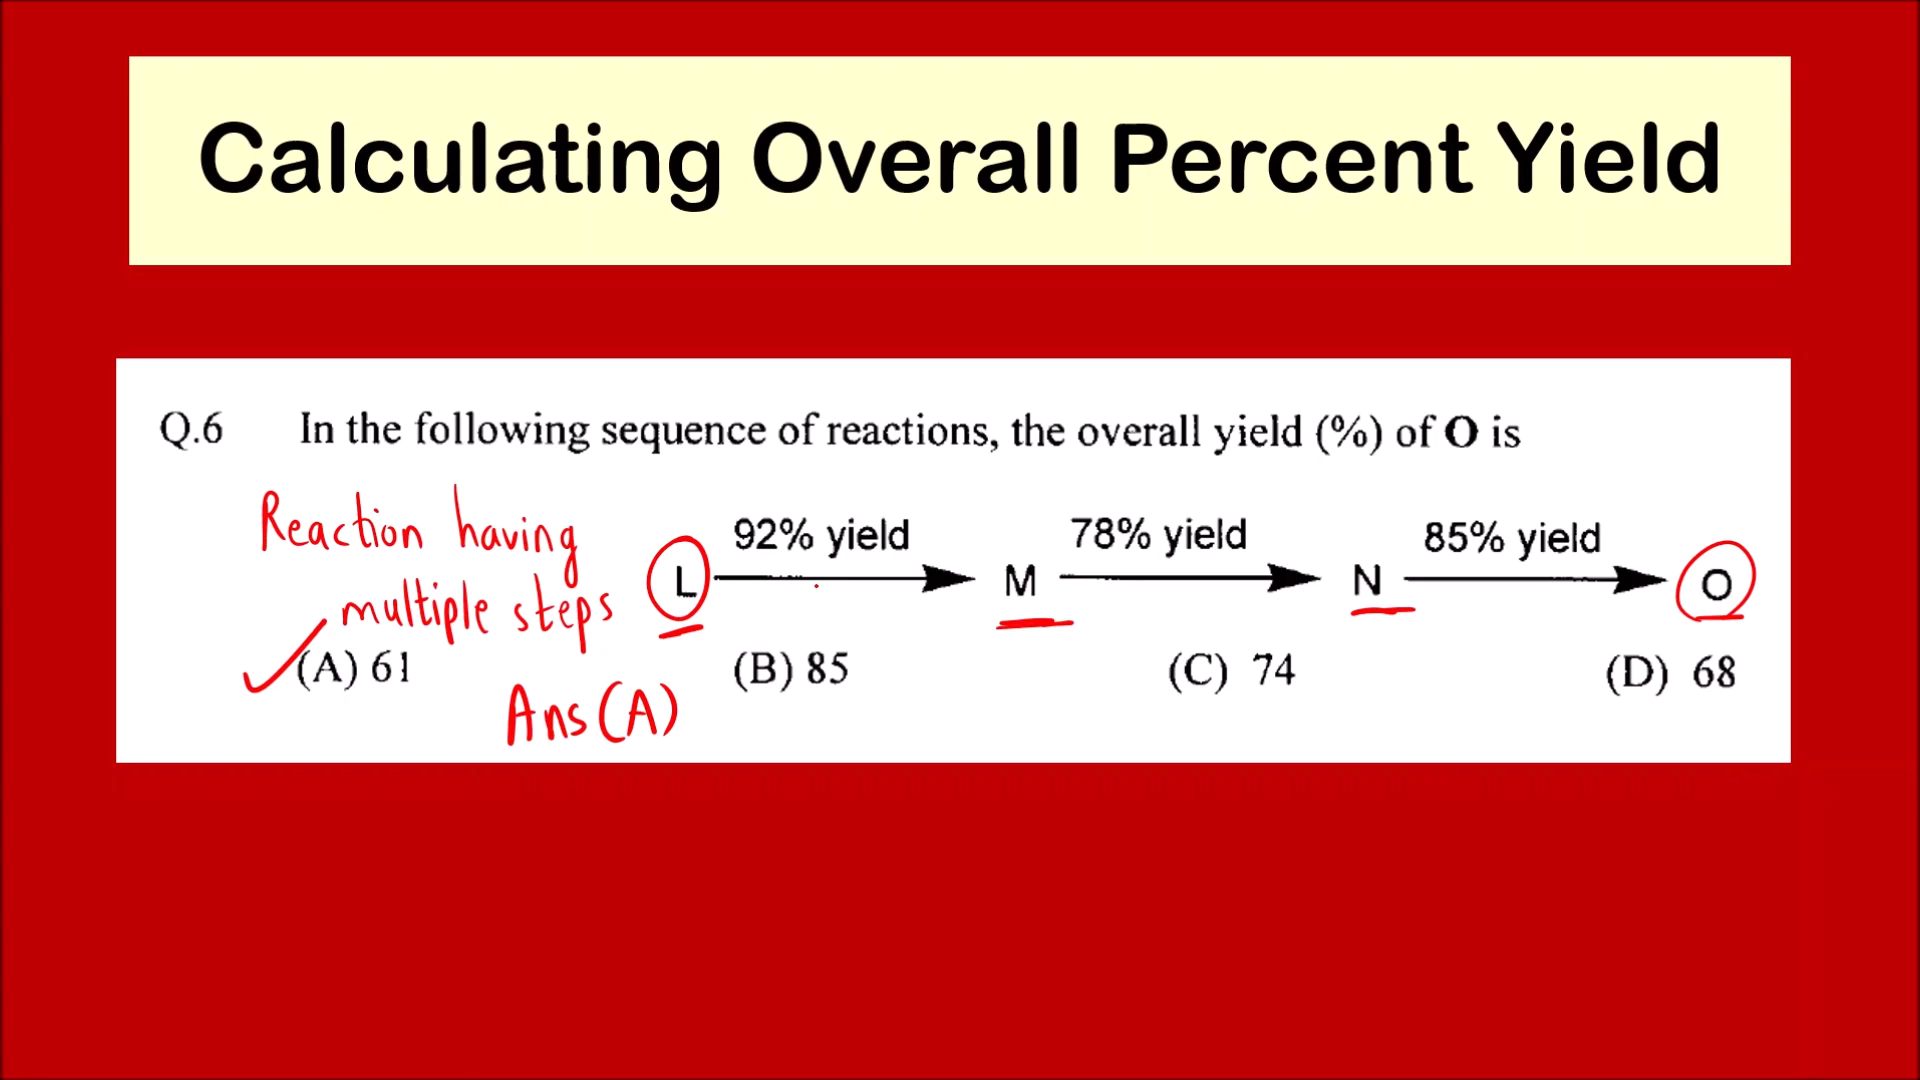 Calculating Overall Percent Yield
Q.6 In the following sequence of reactions, the overall yield (%) of O is
Reaction having
multiple steps
92% yield 78% yield 85% yield
L M N O
(A) 61 (B) 85 (C) 74 (D) 68
Ans (A)